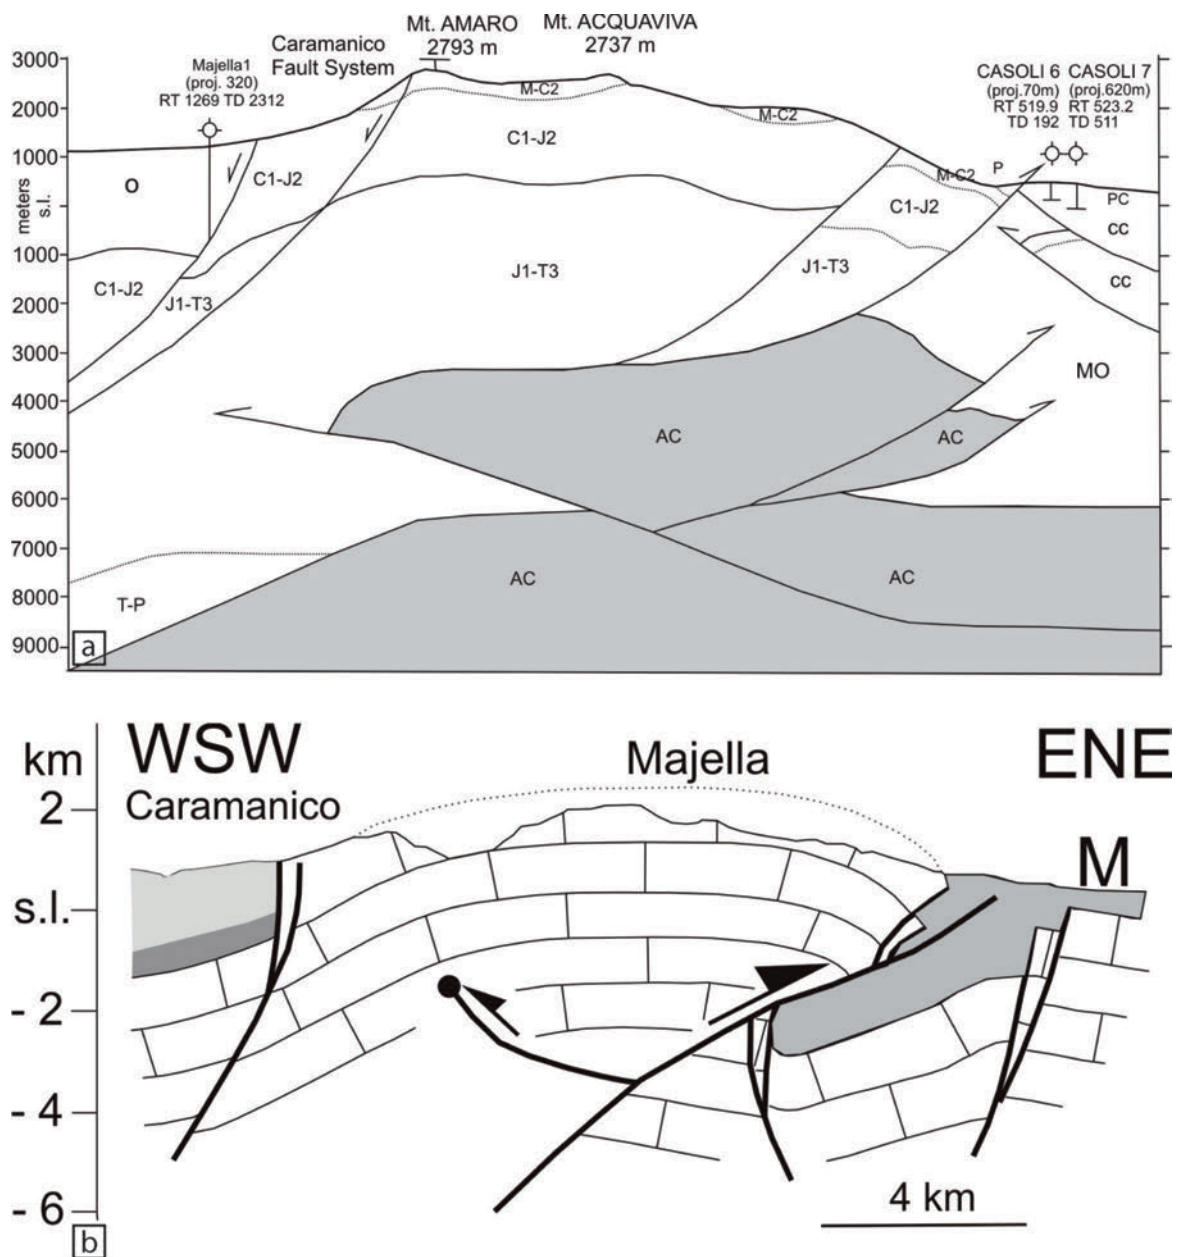 Mt. AMARO
2793 m
Mt. ACQUAVIVA
2737 m
Caramanico
Fault System
Majella1
(proj. 320)
RT 1269 TD 2312
CASOLI 6
(proj.70m)
RT 519.9
TD 192
CASOLI 7
(proj.620m)
RT 523.2
TD 511
3000
2000
1000
meters
s.l.
1000
2000
3000
4000
5000
6000
7000
8000
9000
M-C2
M-C2
C1-J2
C1-J2
O
M-C2
P
C1-J2
PC
CC
CC
J1-T3
J1-T3
C1-J2
J1-T3
MO
AC
AC
AC
AC
T-P
a
km
WSW
Caramanico
Majella
ENE
M
2
s.l.
- 2
- 4
- 6
4 km
b